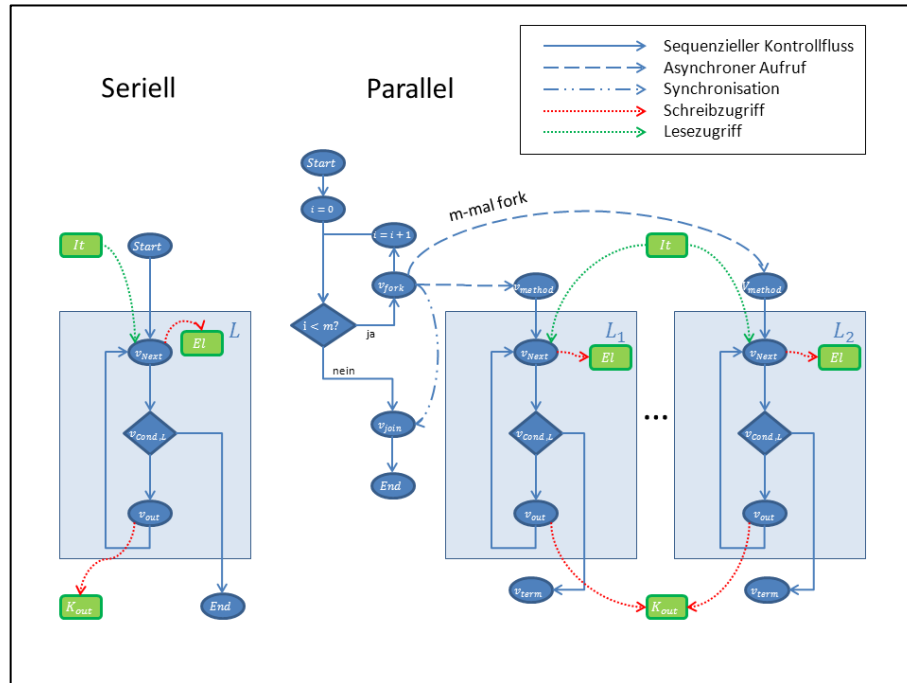 Sequenzieller Kontrollfluss
Asynchroner Aufruf
Synchronisation
Schreibzugriff
Lesezugriff
Seriell
Parallel
Start
i = 0
i = i + 1
m-mal fork
It
Start
v_fork
It
v_method
V_method
i < m?
ja
L
El
v_Next
L_1
v_Next
El
L_2
v_Next
El
nein
v_Cond,L
v_join
v_Cond,L
...
v_Cond,L
End
v_out
v_out
v_out
K_out
End
v_term
K_out
v_term